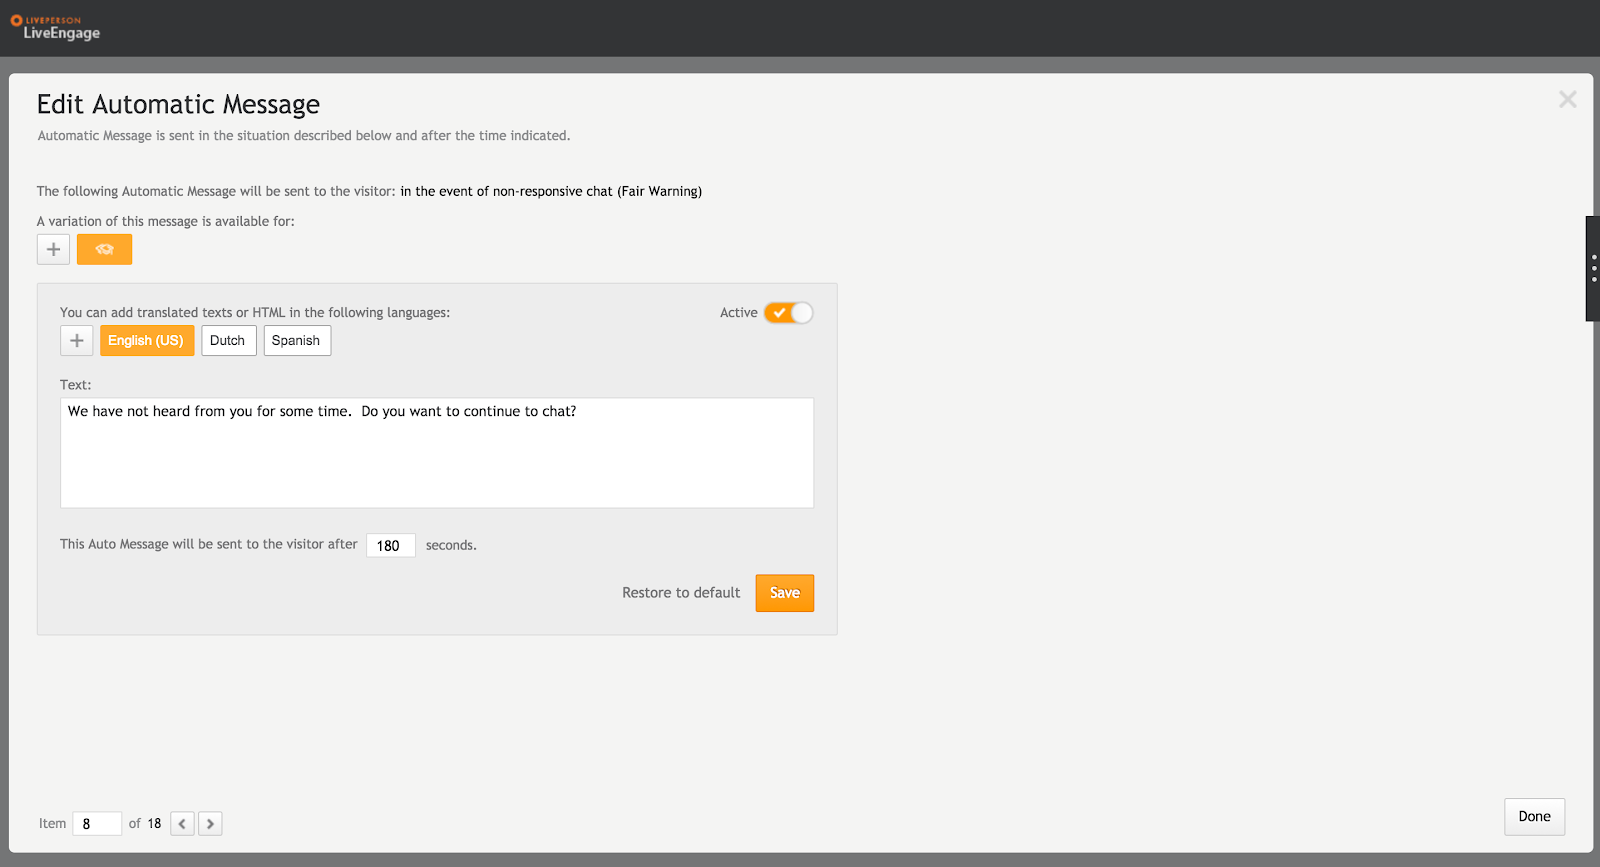 LIVEPERSON
LiveEngage
Edit Automatic Message
Automatic Message is sent in the situation described below and after the time indicated.
The following Automatic Message will be sent to the visitor: in the event of non-responsive chat (Fair Warning)
A variation of this message is available for:
You can add translated texts or HTML in the following languages:
Active
English (US) Dutch Spanish
Text:
We have not heard from you for some time.  Do you want to continue to chat?
This Auto Message will be sent to the visitor after 180 seconds.
Restore to default Save
Item 8 of 18
Done